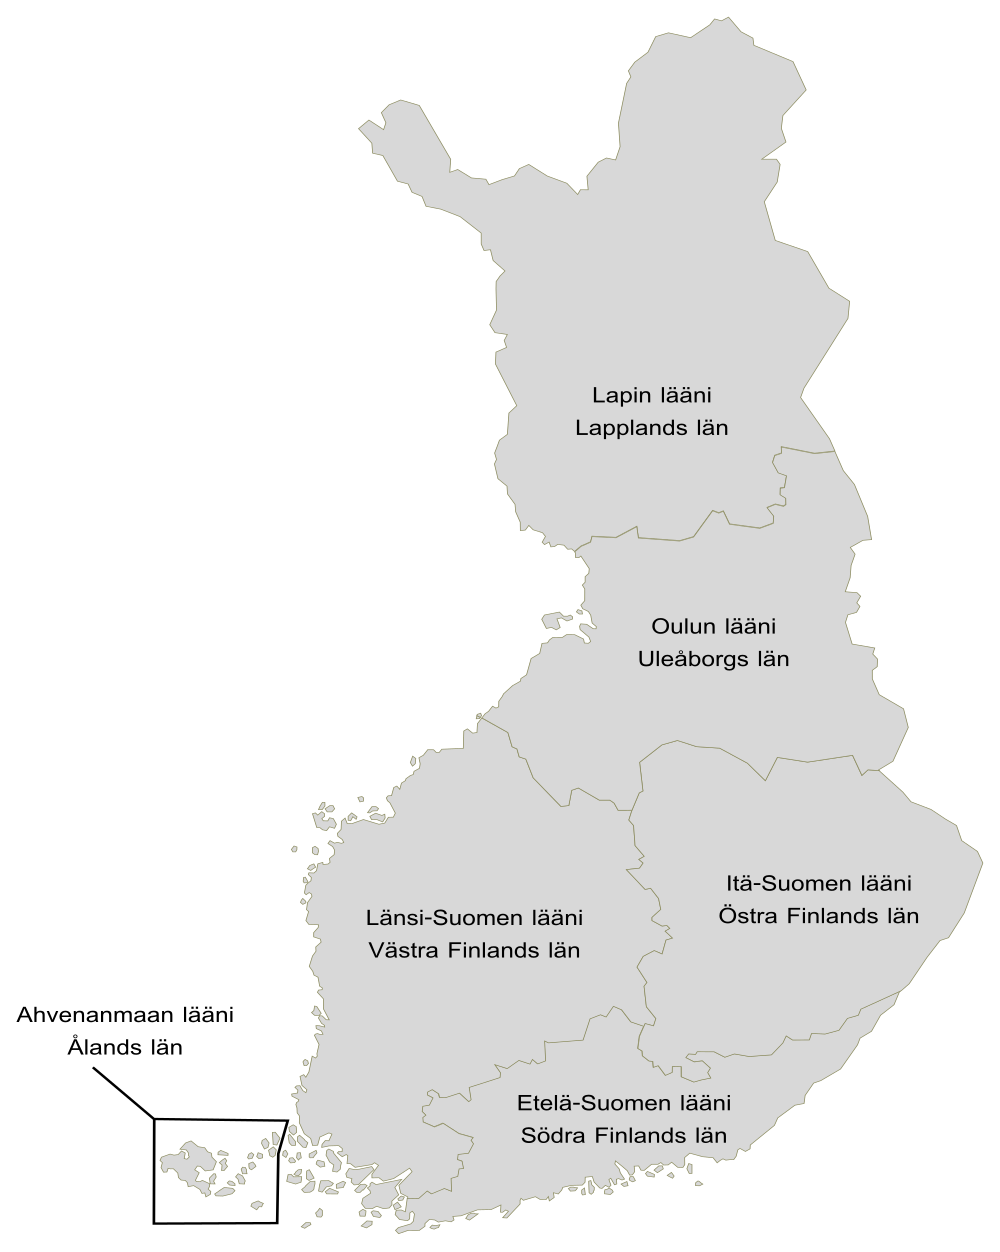 Lapin lääni
Lapplands län
Oulun lääni
Uleåborgs län
Itä-Suomen lääni
Östra Finlands län
Länsi-Suomen lääni
Västra Finlands län
Ahvenanmaan lääni
Ålands län
Etelä-Suomen lääni
Södra Finlands län